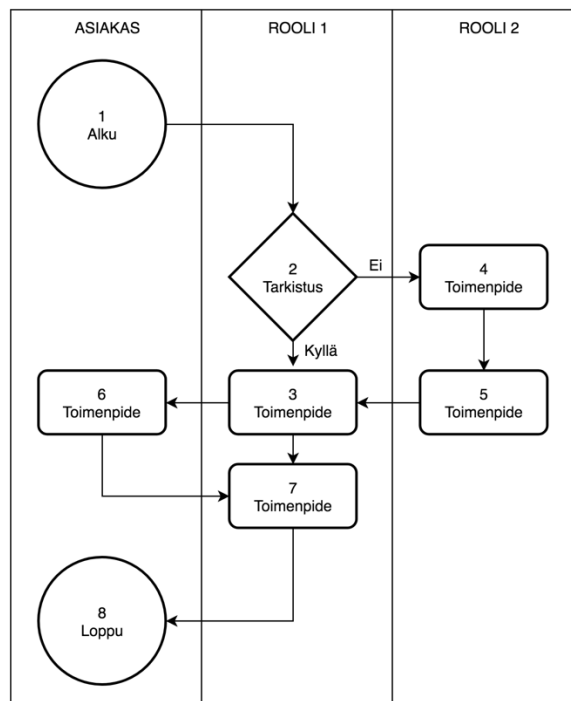 ASIAKAS
ROOLI 1
ROOLI 2
1
Alku
2
Tarkistus
Ei
4
Toimenpide
Kyllä
6
Toimenpide
3
Toimenpide
5
Toimenpide
7
Toimenpide
8
Loppu